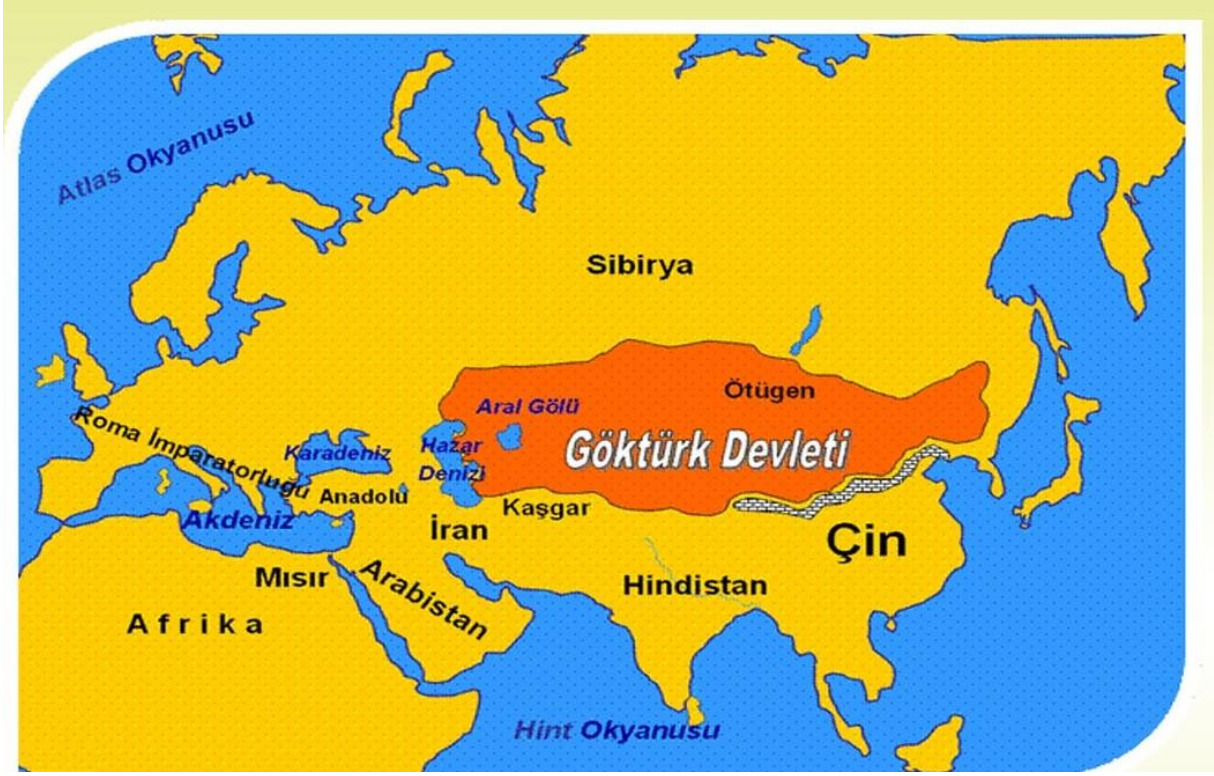 Atlas Okyanusu
Sibirya
Ötügen
Aral Gölü
Roma İmparatorluğu
Karadeniz
Hazar
Denizi
Göktürk Devleti
Anadolu
Kaşgar
Akdeniz
İran
Çin
Mısır
Arabistan
Hindistan
Afrika
Hint Okyanusu